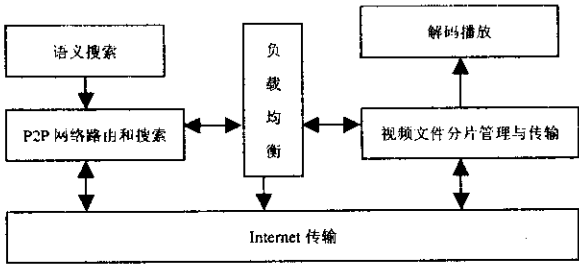 语义搜索
负载均衡
解码播放
P2P 网络路由和搜索
视频文件分片管理与传输
Internet 传输